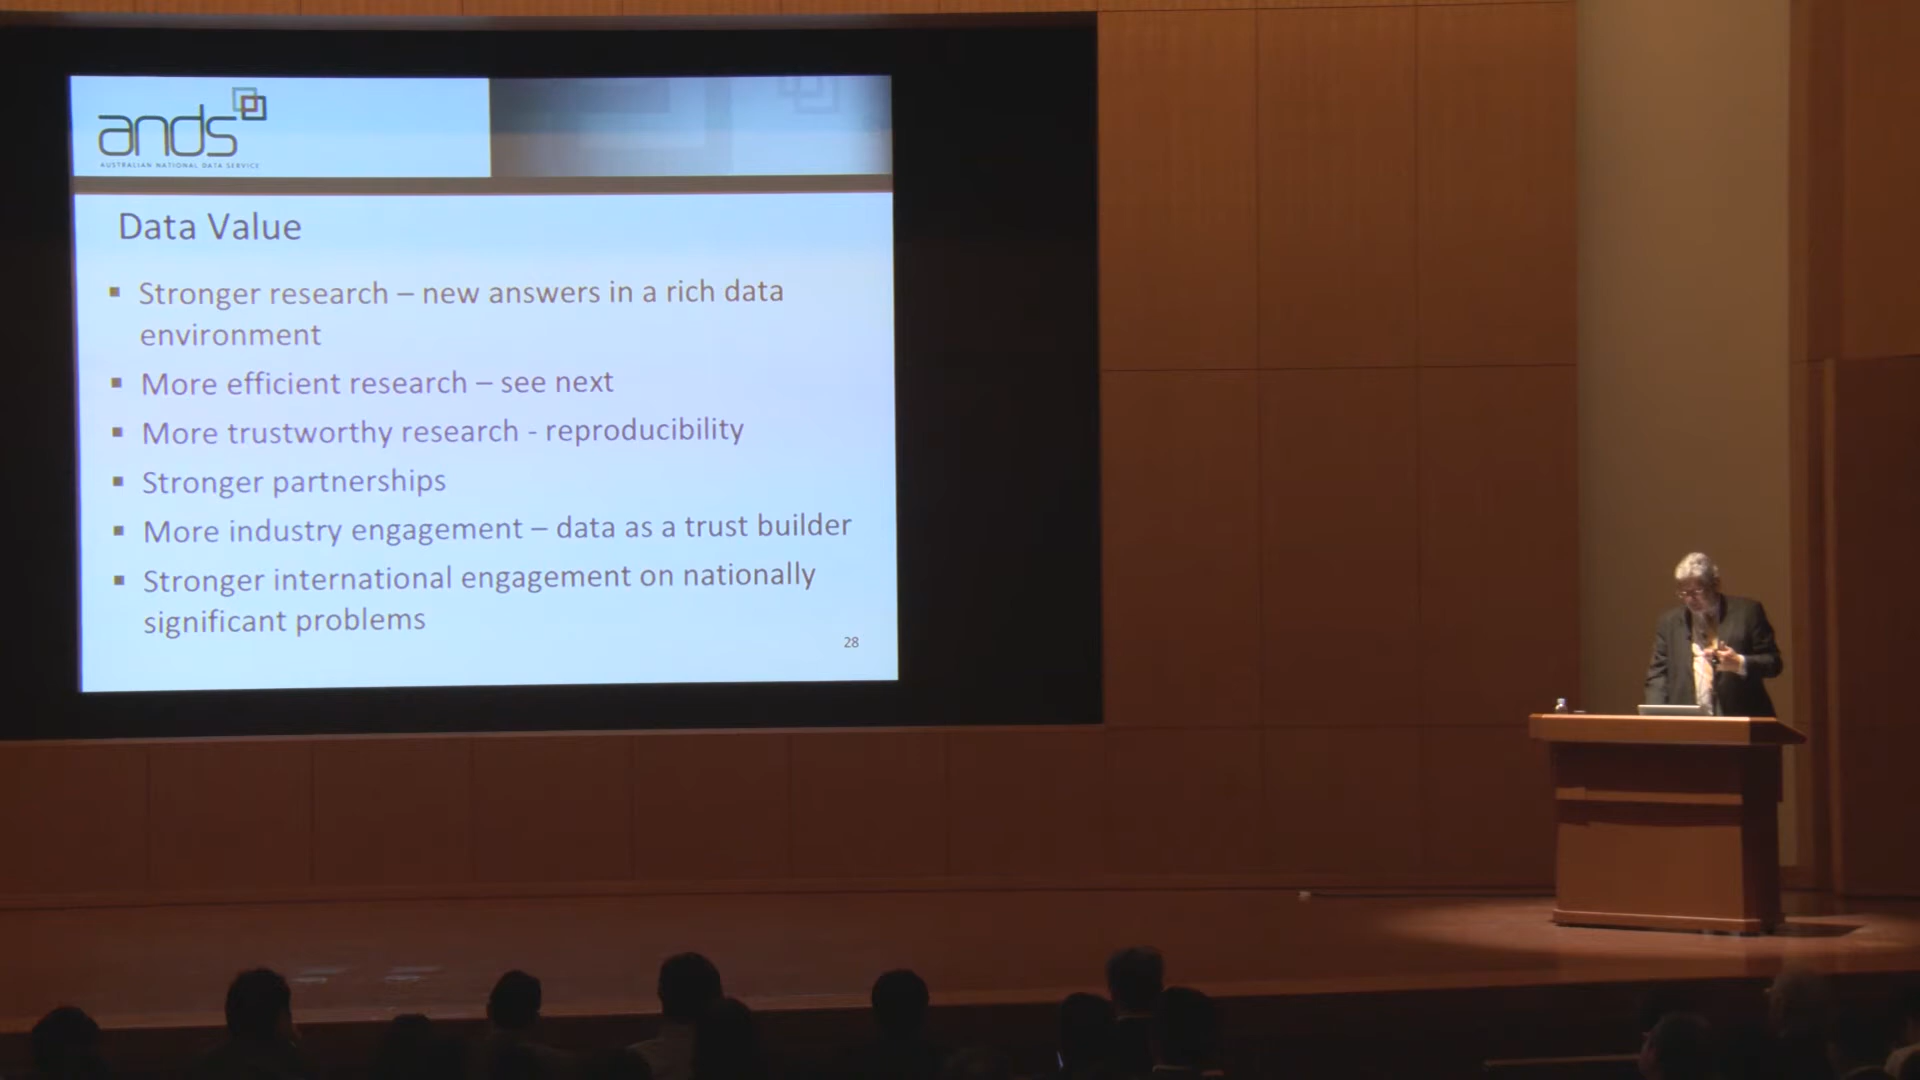 ands
AUSTRALIAN NATIONAL DATA SERVICE
Data Value
▪ Stronger research – new answers in a rich data
environment
▪ More efficient research – see next
▪ More trustworthy research - reproducibility
▪ Stronger partnerships
▪ More industry engagement – data as a trust builder
▪ Stronger international engagement on nationally
significant problems
28